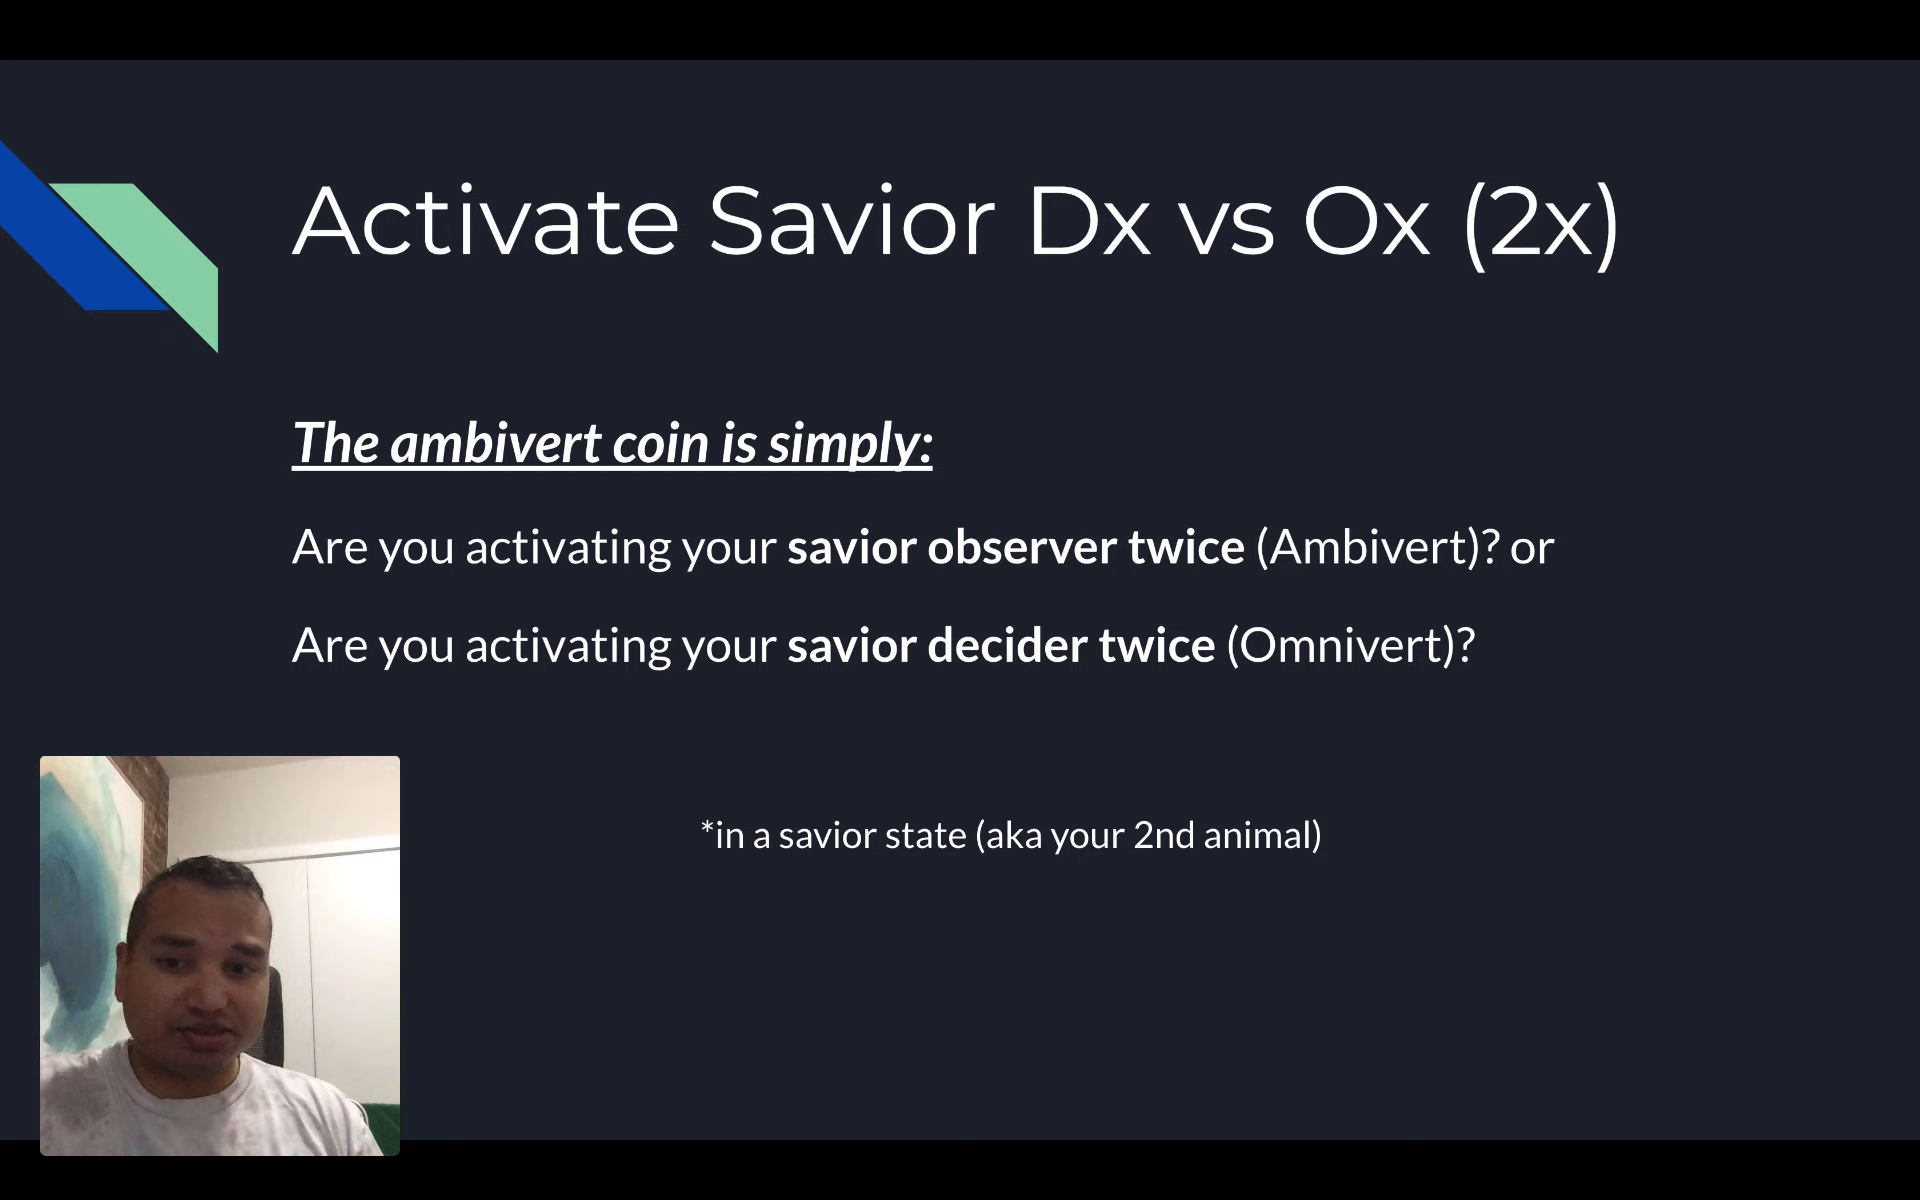 Activate Savior Dx vs Ox (2x)
The ambivert coin is simply:
Are you activating your savior observer twice (Ambivert)? or
Are you activating your savior decider twice (Omnivert)?
*in a savior state (aka your 2nd animal)